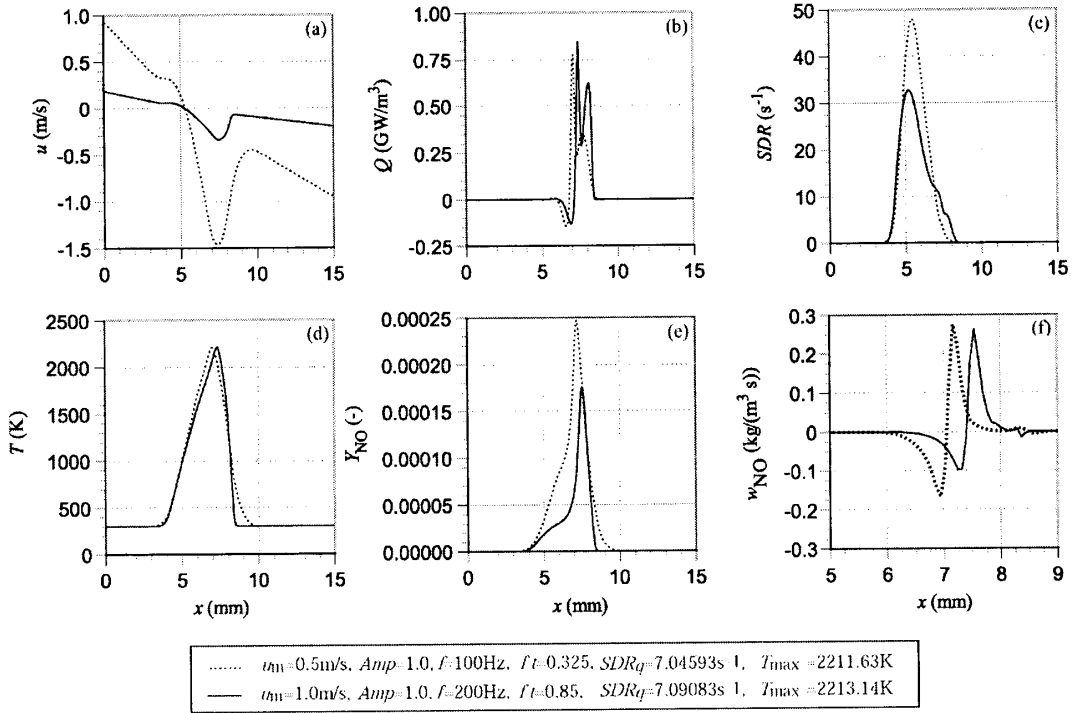 (a)
1.0
0.5
0
-0.5
-1.0
-1.5
u (m/s)
0 5 10 15
(b)
1.00
0.75
0.50
0.25
0
-0.25
Q (GW/m³)
0 5 10 15
(c)
50
40
30
20
10
0
SDR (s⁻¹)
0 5 10 15
(d)
2500
2000
1500
1000
500
0
T (K)
0 5 10 15
x (mm)
(e)
0.00025
0.00020
0.00015
0.00010
0.00005
0.00000
Y_NO (-)
0 5 10 15
x (mm)
(f)
0.3
0.2
0.1
0
-0.1
-0.2
-0.3
w_NO (kg/(m³ s))
5 6 7 8 9
x (mm)
um=0.5m/s, Amp=1.0, f=100Hz, ft=0.325, SDRq=7.04593s⁻¹, Tmax=2211.63K
um=1.0m/s, Amp=1.0, f=200Hz, ft=0.85, SDRq=7.09083s⁻¹, Tmax=2213.14K